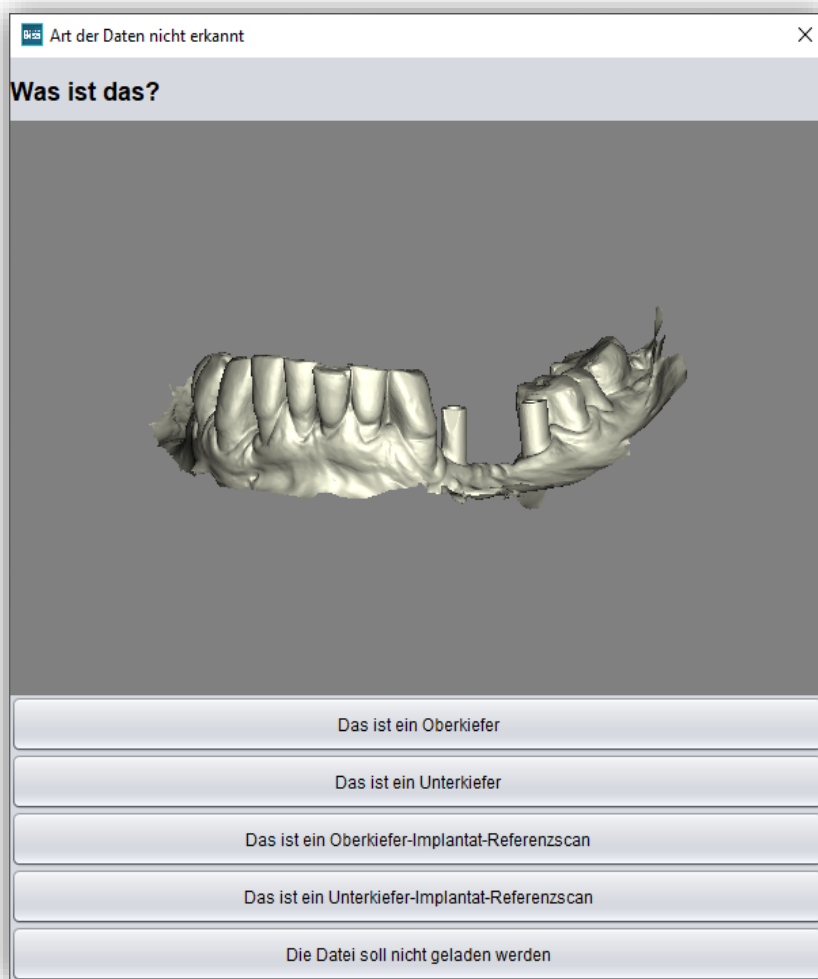 Art der Daten nicht erkannt
Was ist das?
Das ist ein Oberkiefer
Das ist ein Unterkiefer
Das ist ein Oberkiefer-Implantat-Referenzscan
Das ist ein Unterkiefer-Implantat-Referenzscan
Die Datei soll nicht geladen werden